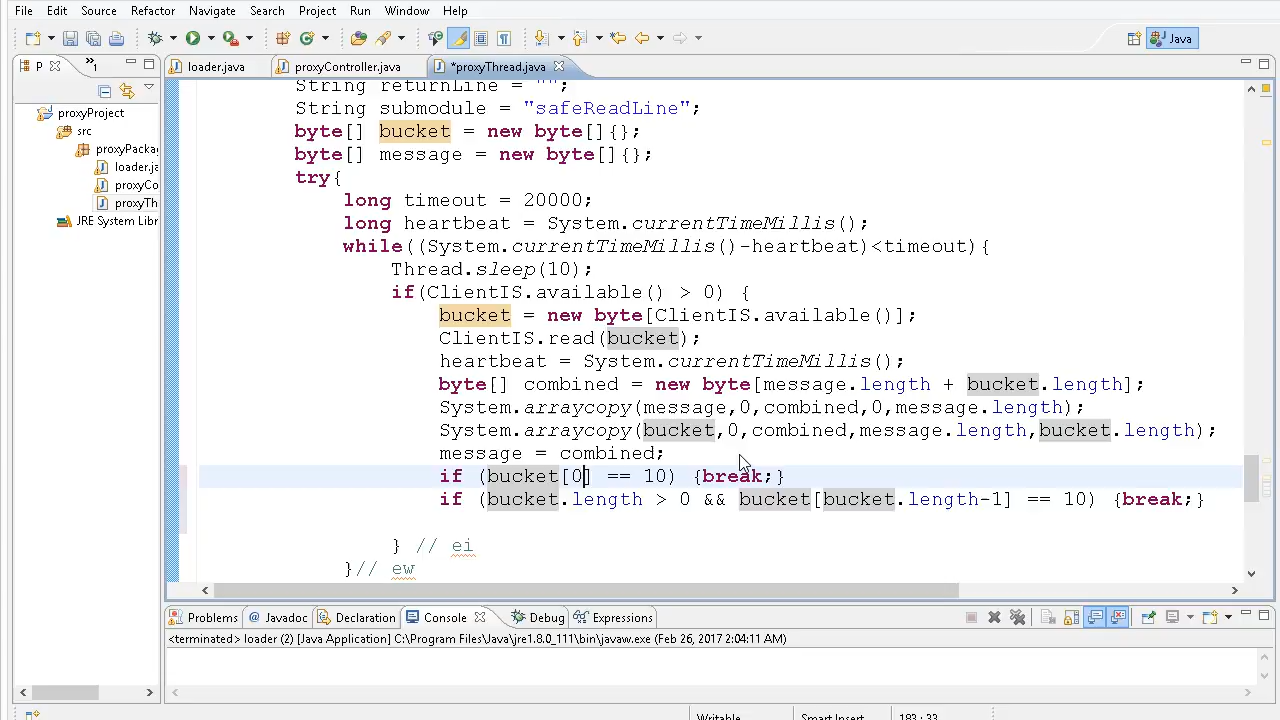 File Edit Source Refactor Navigate Search Project Run Window Help
Java
P »1
loader.java proxyController.java *proxyThread.java
proxyProject
src
proxyPackag
loader.ja
proxyCo
proxyTh
JRE System Libr
String returnLine = "";
String submodule = "safeReadLine";
byte[] bucket = new byte[]{};
byte[] message = new byte[]{};
try{
long timeout = 20000;
long heartbeat = System.currentTimeMillis();
while((System.currentTimeMillis()-heartbeat)<timeout){
Thread.sleep(10);
if(ClientIS.available() > 0) {
bucket = new byte[ClientIS.available()];
ClientIS.read(bucket);
heartbeat = System.currentTimeMillis();
byte[] combined = new byte[message.length + bucket.length];
System.arraycopy(message,0,combined,0,message.length);
System.arraycopy(bucket,0,combined,message.length,bucket.length);
message = combined;
if (bucket[0] == 10) {break;}
if (bucket.length > 0 && bucket[bucket.length-1] == 10) {break;}
} // ei
}// ew
Problems @ Javadoc Declaration Console Debug Expressions
<terminated> loader (2) [Java Application] C:\Program Files\Java\jre1.8.0_111\bin\javaw.exe (Feb 26, 2017 2:04:11 AM)
Writable Smart Insert 183 : 33